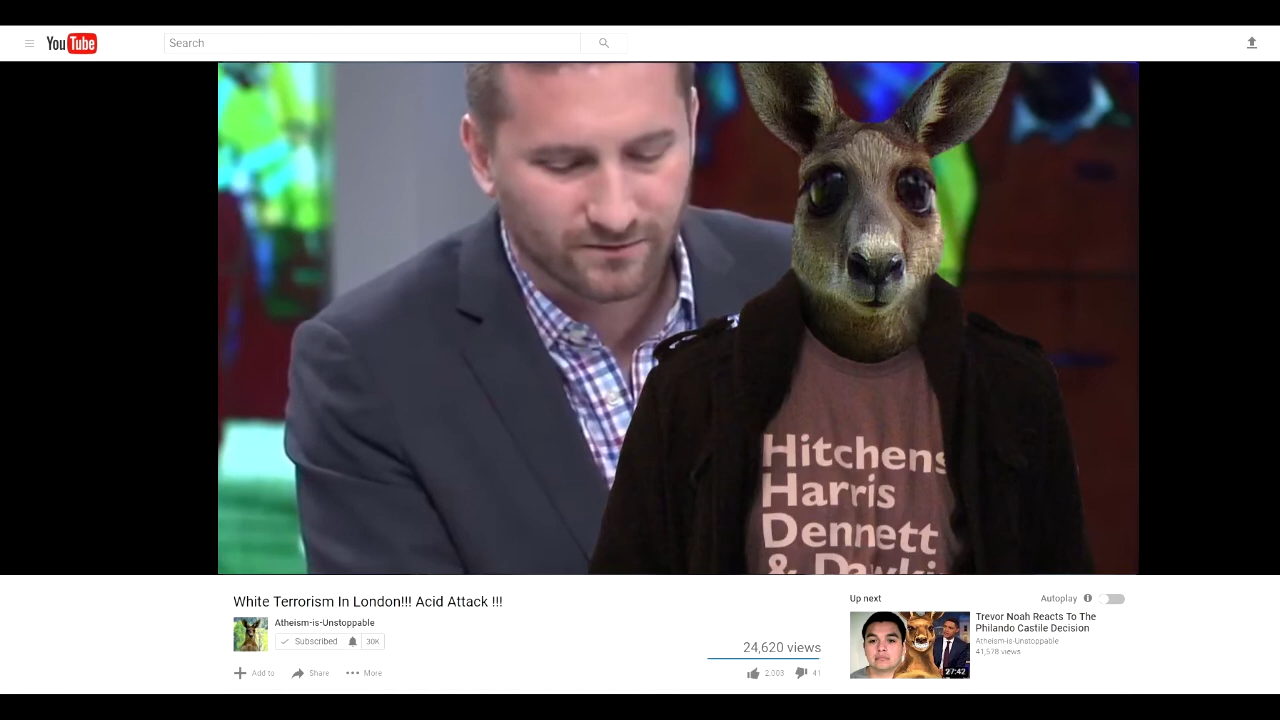 YouTube
Search
Hitchens
Harris
Dennett
& Dawki
White Terrorism In London!!! Acid Attack !!!
Atheism-is-Unstoppable
Subscribed 30K
24,620 views
Add to Share More
2,003 41
Up next
Autoplay
27:42
Trevor Noah Reacts To The
Philando Castile Decision
Atheism-is-Unstoppable
41,578 views